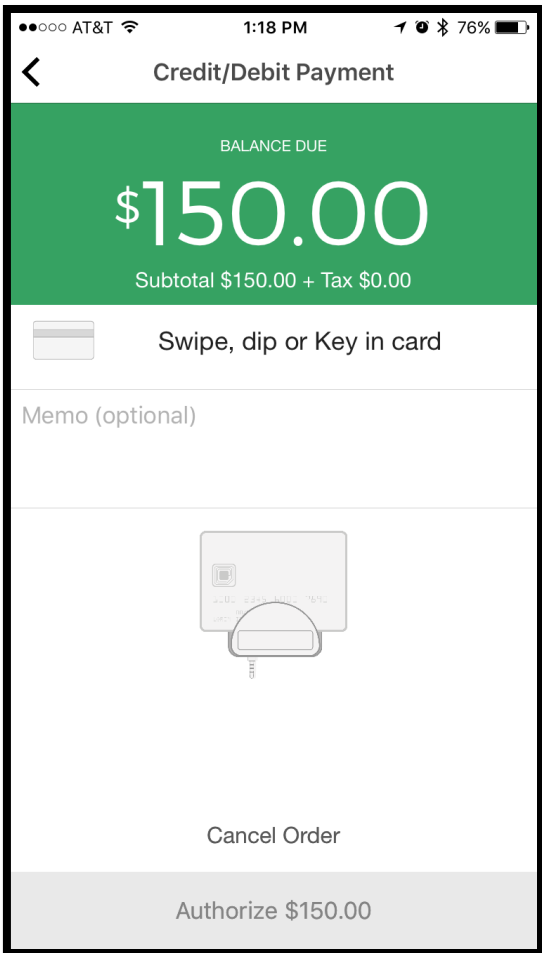 AT&T 1:18 PM 76%
Credit/Debit Payment
BALANCE DUE
$150.00
Subtotal $150.00 + Tax $0.00
Swipe, dip or Key in card
Memo (optional)
Cancel Order
Authorize $150.00